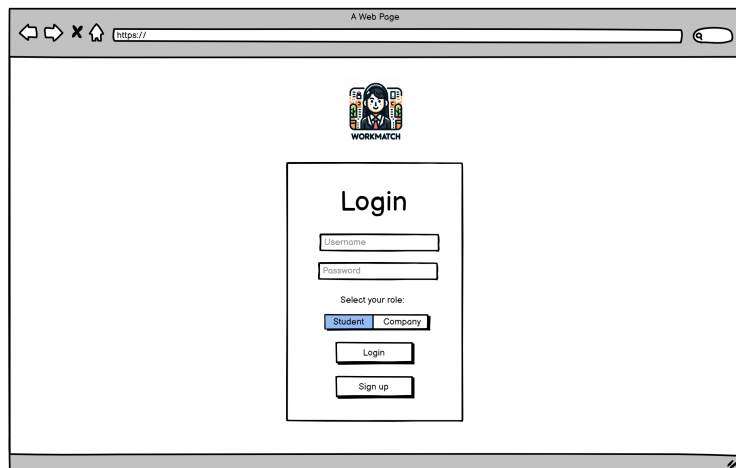 A Web Page
https://
WORKMATCH
Login
Username
Password
Select your role:
Student Company
Login
Sign up